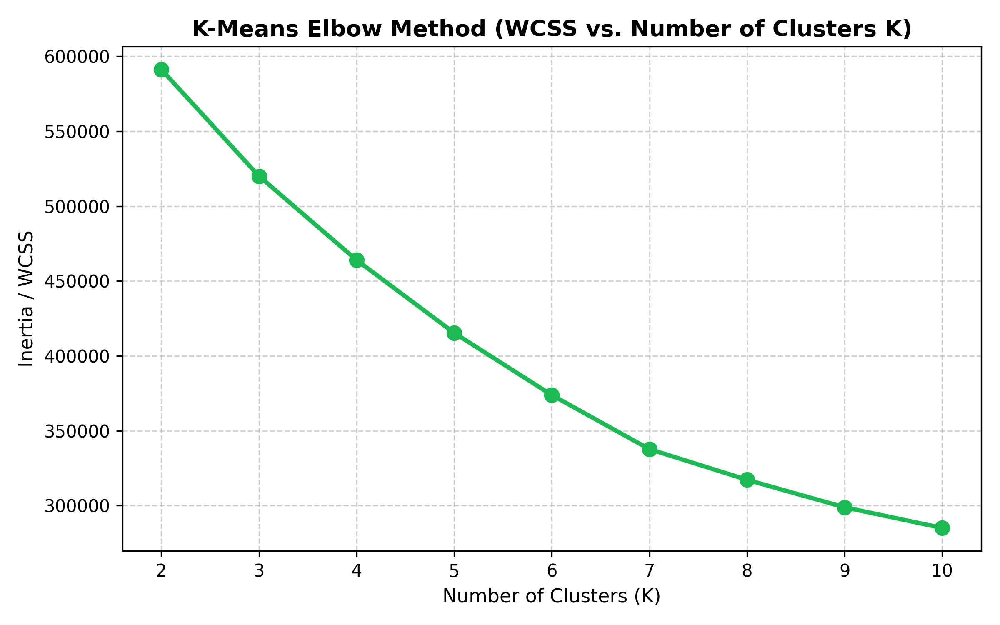 K-Means Elbow Method (WCSS vs. Number of Clusters K)
Inertia / WCSS
600000
550000
500000
450000
400000
350000
300000
2 3 4 5 6 7 8 9 10
Number of Clusters (K)